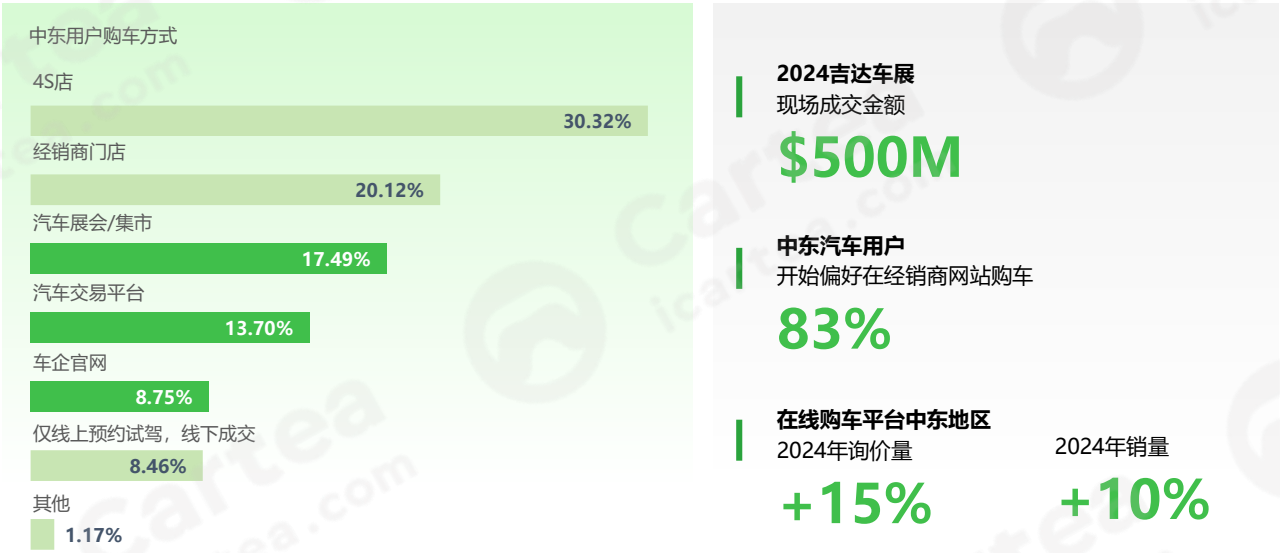 中东用户购车方式
4S店
30.32%
经销商门店
20.12%
汽车展会/集市
17.49%
汽车交易平台
13.70%
车企官网
8.75%
仅线上预约试驾，线下成交
8.46%
其他
1.17%
2024吉达车展
现场成交金额
$500M
中东汽车用户
开始偏好在经销商网站购车
83%
在线购车平台中东地区
2024年询价量
+15%
2024年销量
+10%
Cartea
icartea.com